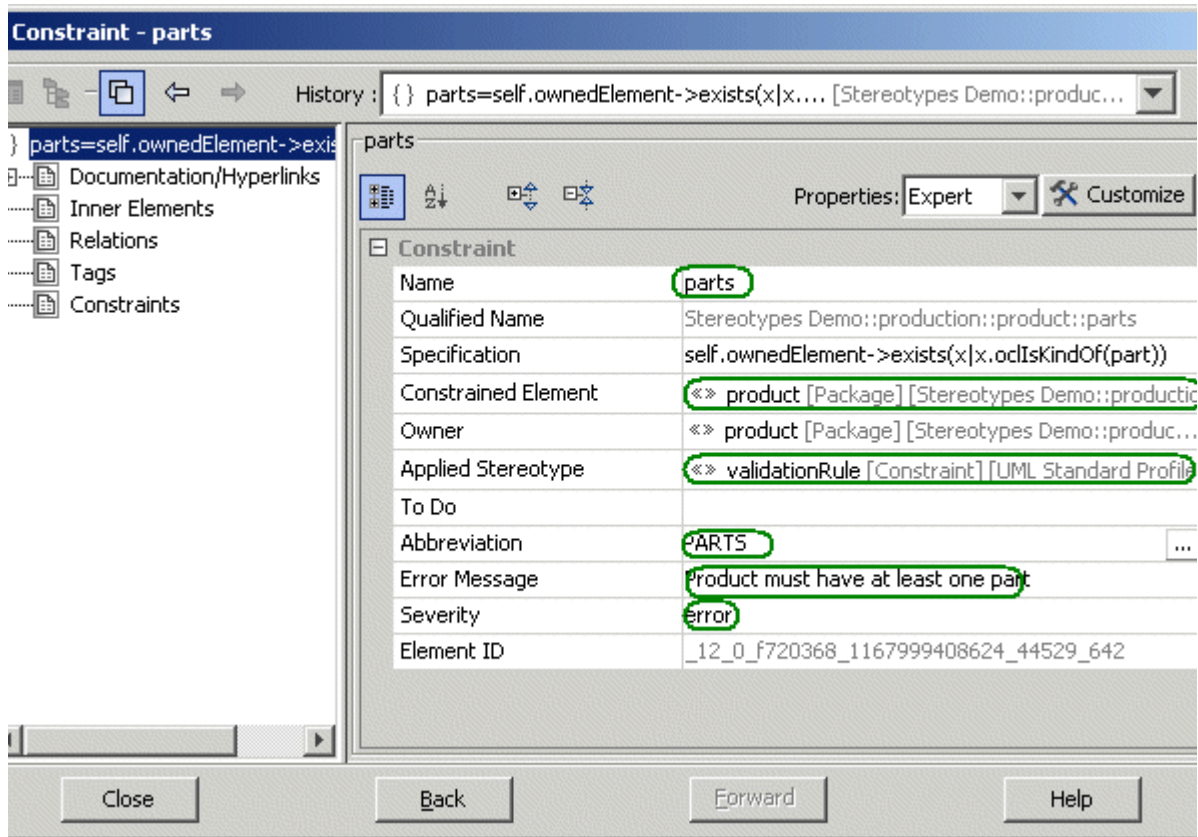 Constraint - parts
History : { } parts=self.ownedElement->exists(x|x.... [Stereotypes Demo::produc...
} parts=self.ownedElement->exis
Documentation/Hyperlinks
Inner Elements
Relations
Tags
Constraints
parts
Properties: Expert Customize
Constraint
Name parts
Qualified Name Stereotypes Demo::production::product::parts
Specification self.ownedElement->exists(x|x.oclIsKindOf(part))
Constrained Element «» product [Package] [Stereotypes Demo::productio
Owner «» product [Package] [Stereotypes Demo::produc...
Applied Stereotype «» validationRule [Constraint] [UML Standard Profile
To Do
Abbreviation PARTS ...
Error Message Product must have at least one part
Severity error
Element ID _12_0_f720368_1167999408624_44529_642
Close Back Forward Help